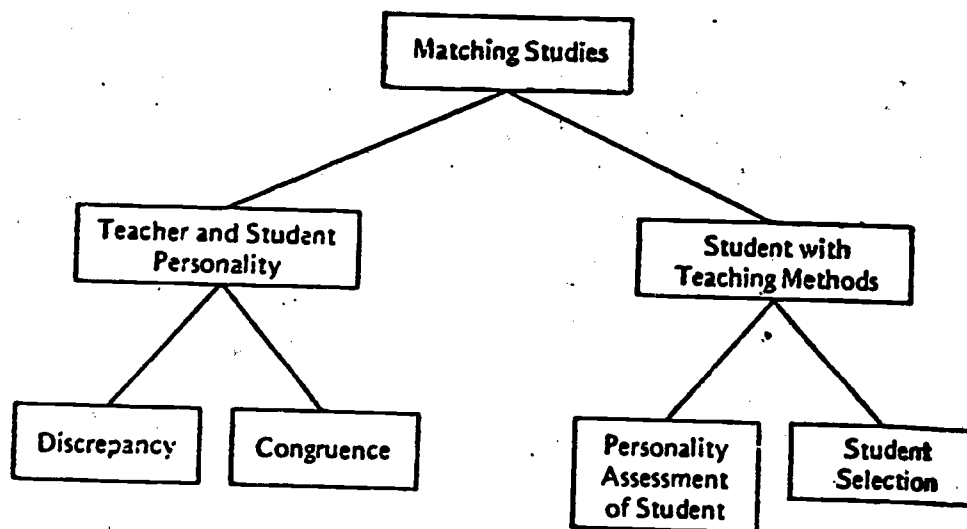 Matching Studies
Teacher and Student
Personality
Student with
Teaching Methods
Discrepancy
Congruence
Personality
Assessment
of Student
Student
Selection